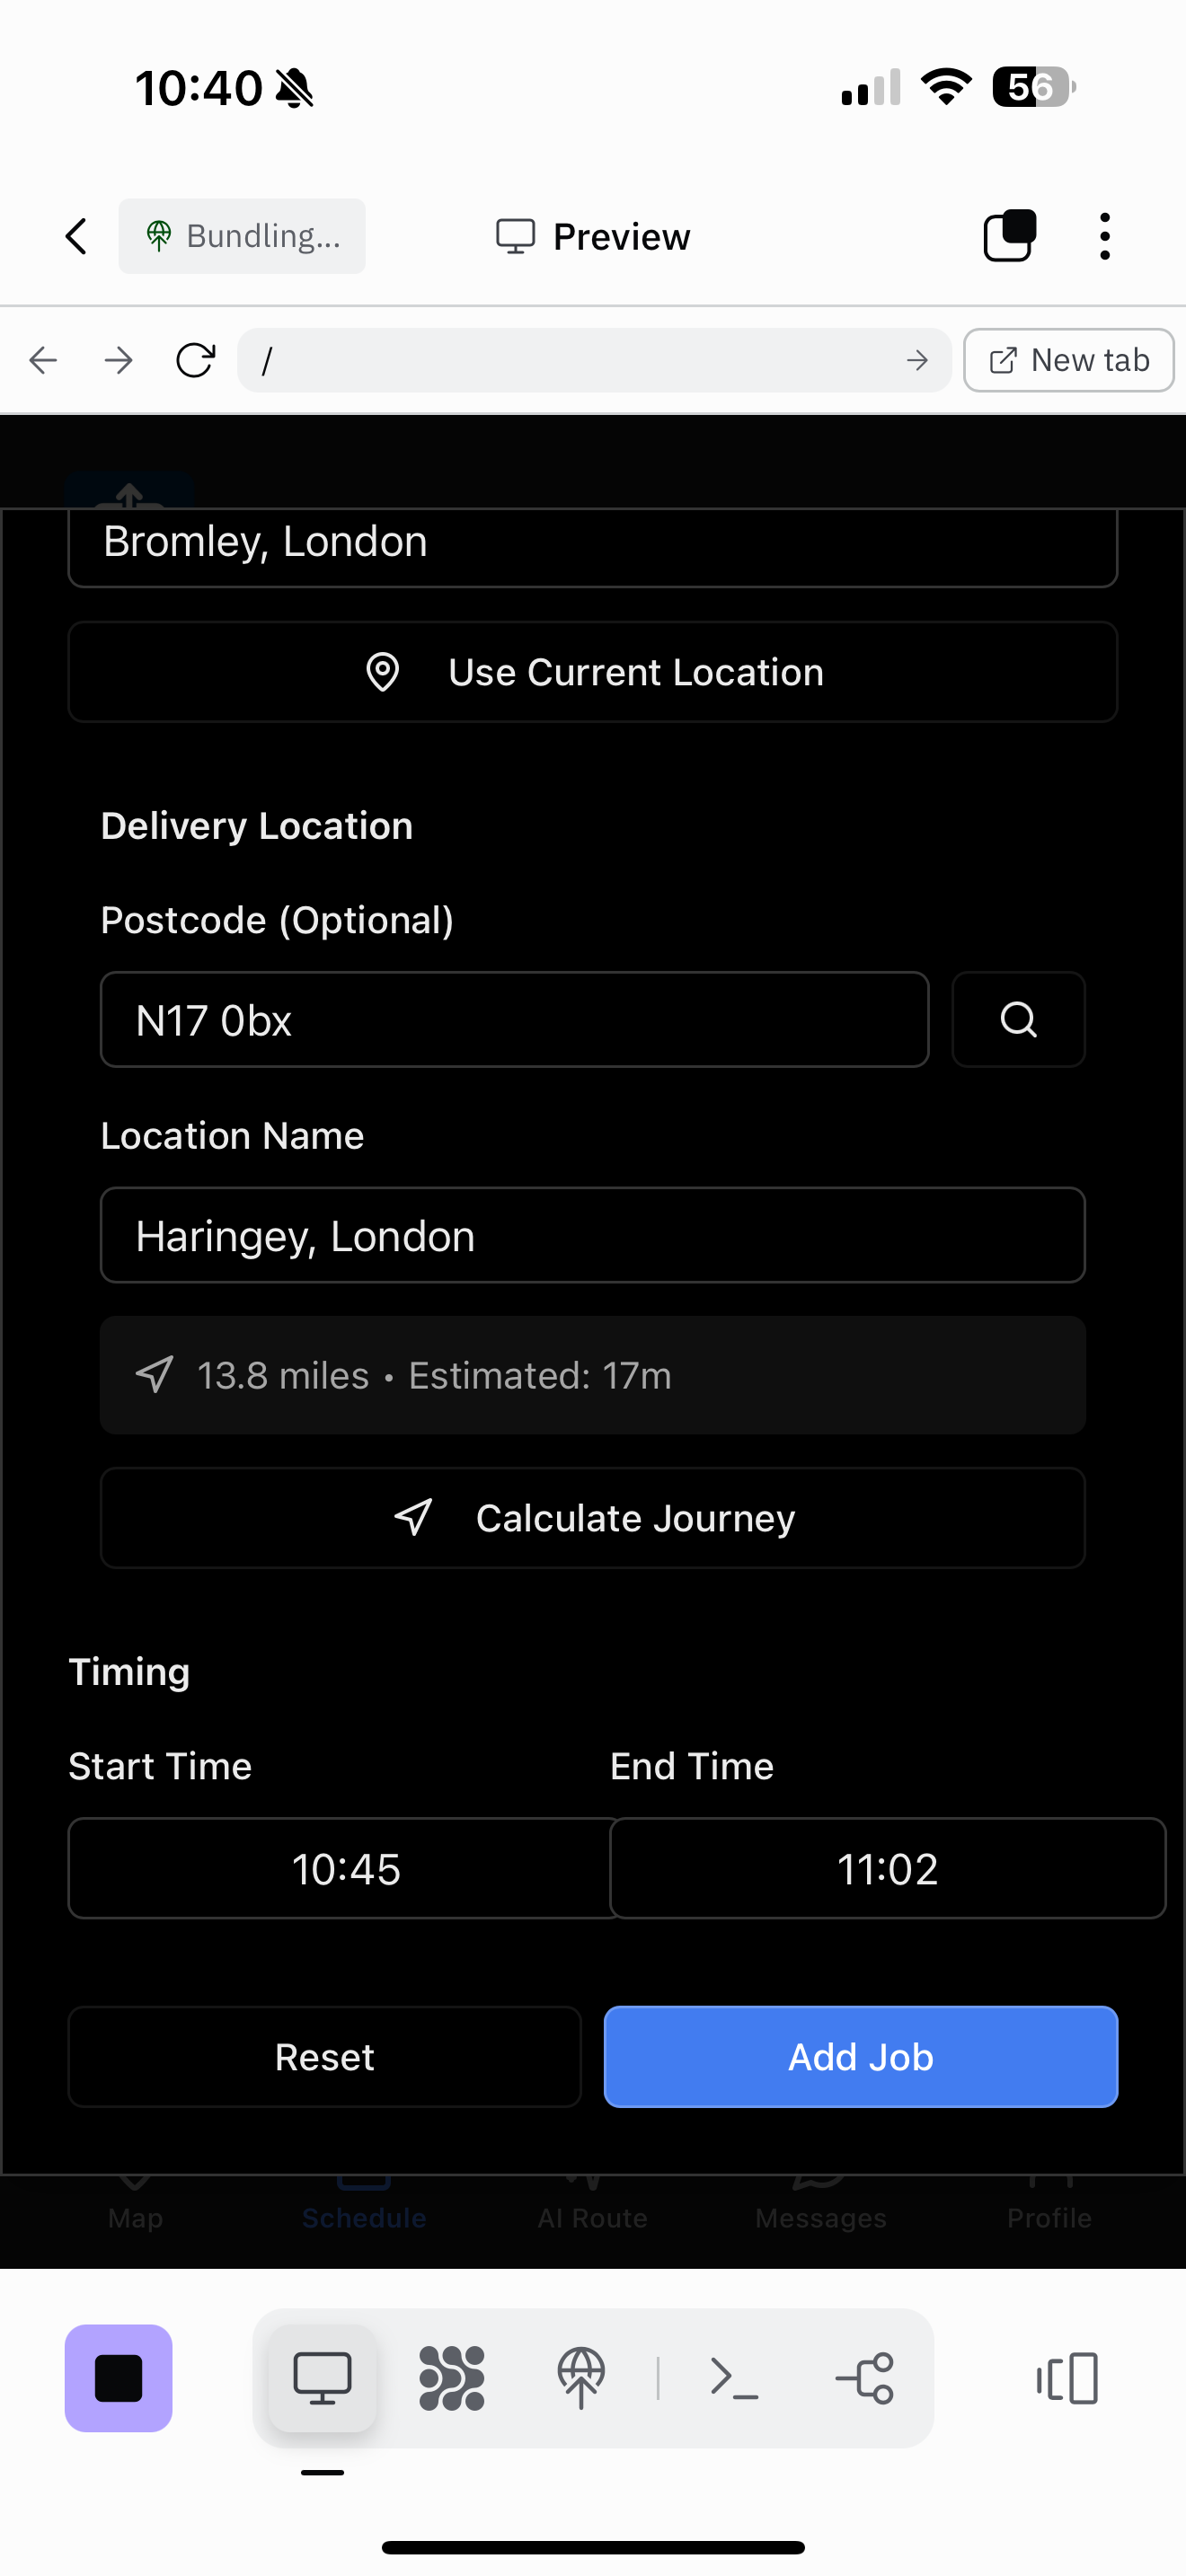 10:40
56
Bundling...
Preview
/
New tab
Bromley, London
Use Current Location
Delivery Location
Postcode (Optional)
N17 0bx
Location Name
Haringey, London
13.8 miles • Estimated: 17m
Calculate Journey
Timing
Start Time
End Time
10:45
11:02
Reset
Add Job
Map
Schedule
AI Route
Messages
Profile